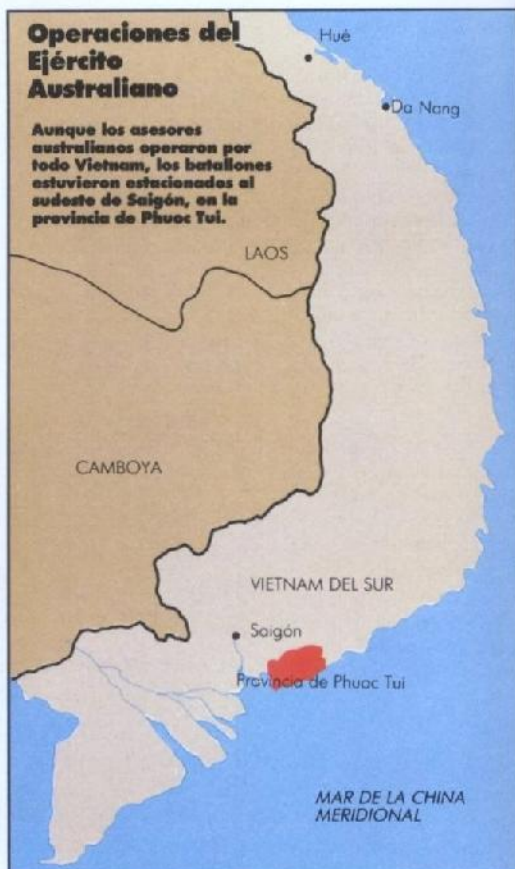 Operaciones del
Ejército
Australiano
Aunque los asesores
australianos operaron por
todo Vietnam, los batallones
estuvieron estacionados al
sudeste de Saigón, en la
provincia de Phuoc Tui.
Hué
Da Nang
LAOS
CAMBOYA
VIETNAM DEL SUR
Saigón
Provincia de Phuoc Tui
MAR DE LA CHINA
MERIDIONAL